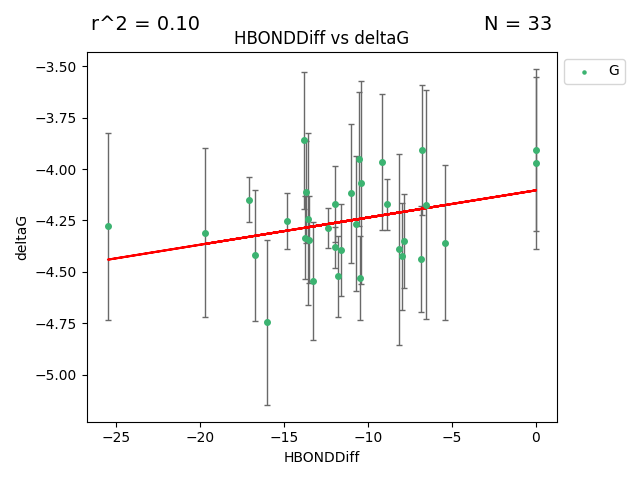 r^2 = 0.10
N = 33
HBONDDiff vs deltaG
G
−3.50
−3.75
−4.00
−4.25
−4.50
−4.75
−5.00
deltaG
−25
−20
−15
−10
−5
0
HBONDDiff